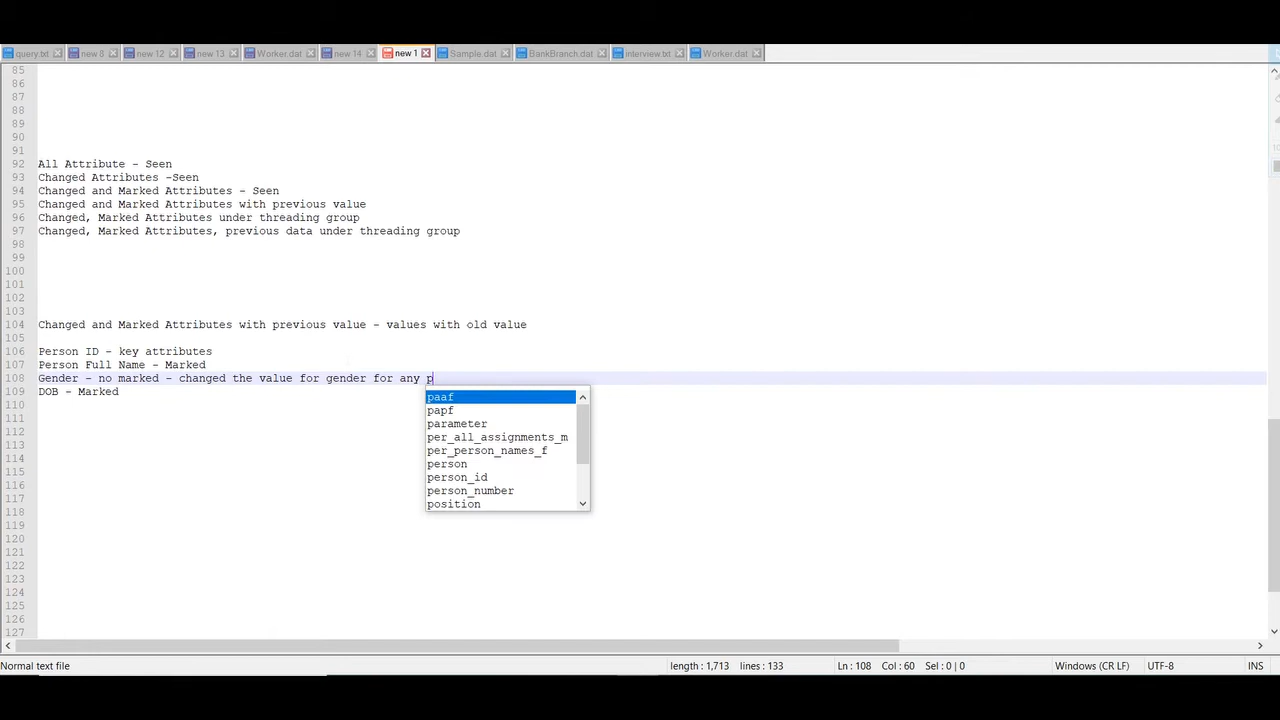 query.txt new 8 new 12 new 13 Worker.dat new 14 new 1 Sample.dat BankBranch.dat interview.txt Worker.dat
85
86
87
88
89
90
91
92 All Attribute - Seen
93 Changed Attributes -Seen
94 Changed and Marked Attributes - Seen
95 Changed and Marked Attributes with previous value
96 Changed, Marked Attributes under threading group
97 Changed, Marked Attributes, previous data under threading group
98
99
100
101
102
103
104 Changed and Marked Attributes with previous value - values with old value
105
106 Person ID - key attributes
107 Person Full Name - Marked
108 Gender - no marked - changed the value for gender for any p
109 DOB - Marked
paaf
110
papf
111
parameter
112
per_all_assignments_m
113
per_person_names_f
114
person
115
person_id
116
person_number
117
position
118
119
120
121
122
123
124
125
126
127
Normal text file length : 1,713 lines : 133 Ln : 108 Col : 60 Sel : 0 | 0 Windows (CR LF) UTF-8 INS